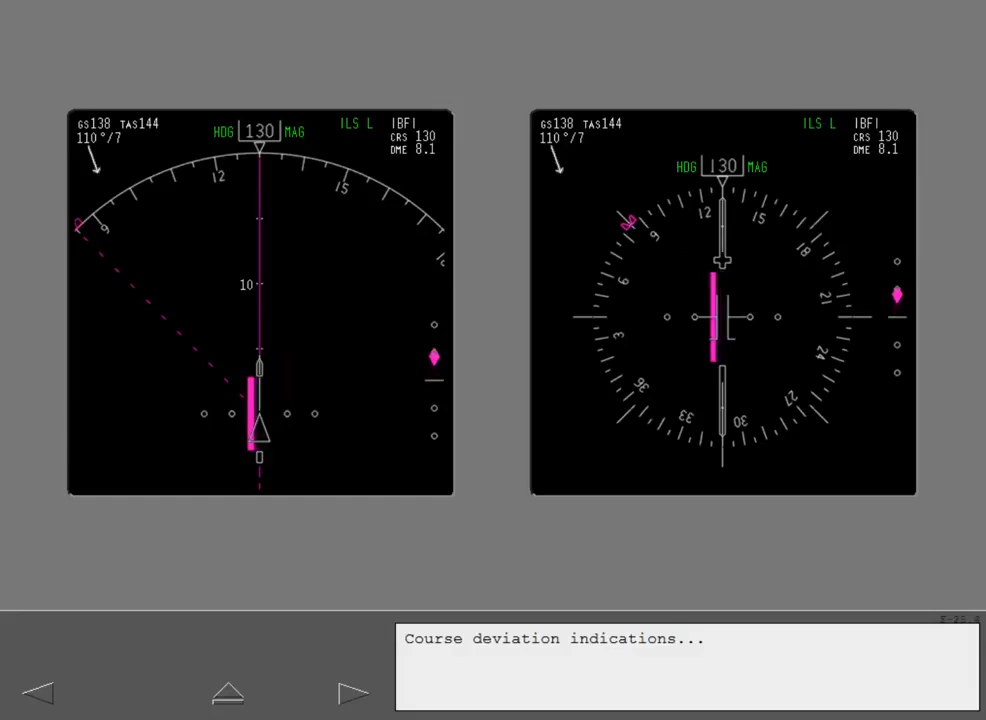 GS138 TAS144
110°/7
HDG 130 MAG
ILS L
IBFI
CRS 130
DME 8.1
9
12
15
10
GS138 TAS144
110°/7
HDG 130 MAG
ILS L
IBFI
CRS 130
DME 8.1
12
15
18
21
24
27
30
33
36
3
6
9
Course deviation indications...